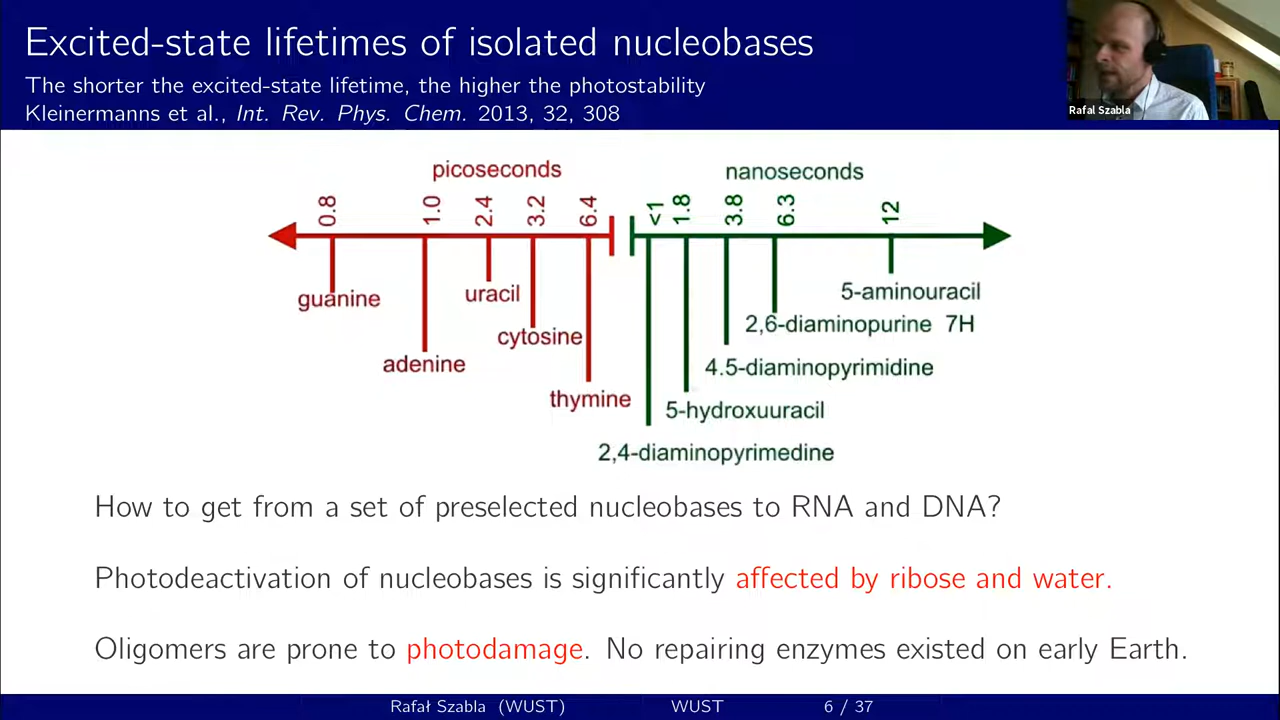 Excited-state lifetimes of isolated nucleobases
The shorter the excited-state lifetime, the higher the photostability
Kleinermanns et al., Int. Rev. Phys. Chem. 2013, 32, 308
Rafal Szabla
picoseconds
nanoseconds
0.8
1.0
2.4
3.2
6.4
<1
1.8
3.8
6.3
12
guanine
adenine
uracil
cytosine
thymine
5-aminouracil
2,6-diaminopurine 7H
4.5-diaminopyrimidine
5-hydroxuuracil
2,4-diaminopyrimedine
How to get from a set of preselected nucleobases to RNA and DNA?
Photodeactivation of nucleobases is significantly affected by ribose and water.
Oligomers are prone to photodamage. No repairing enzymes existed on early Earth.
Rafał Szabla (WUST)
WUST
6 / 37